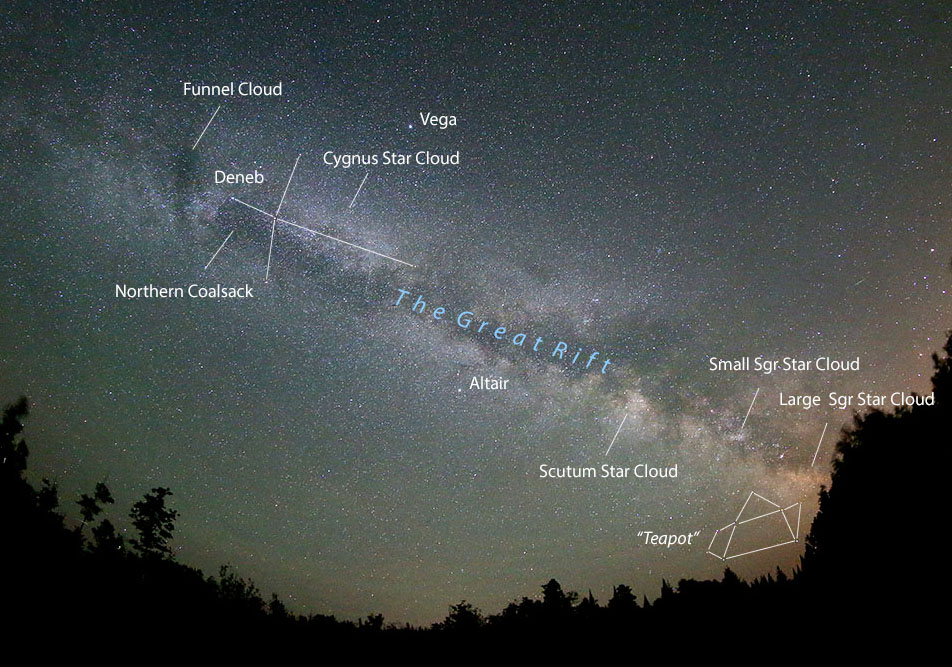 Funnel Cloud
Vega
Cygnus Star Cloud
Deneb
Northern Coalsack
The Great Rift
Small Sgr Star Cloud
Altair
Large Sgr Star Cloud
Scutum Star Cloud
“Teapot”